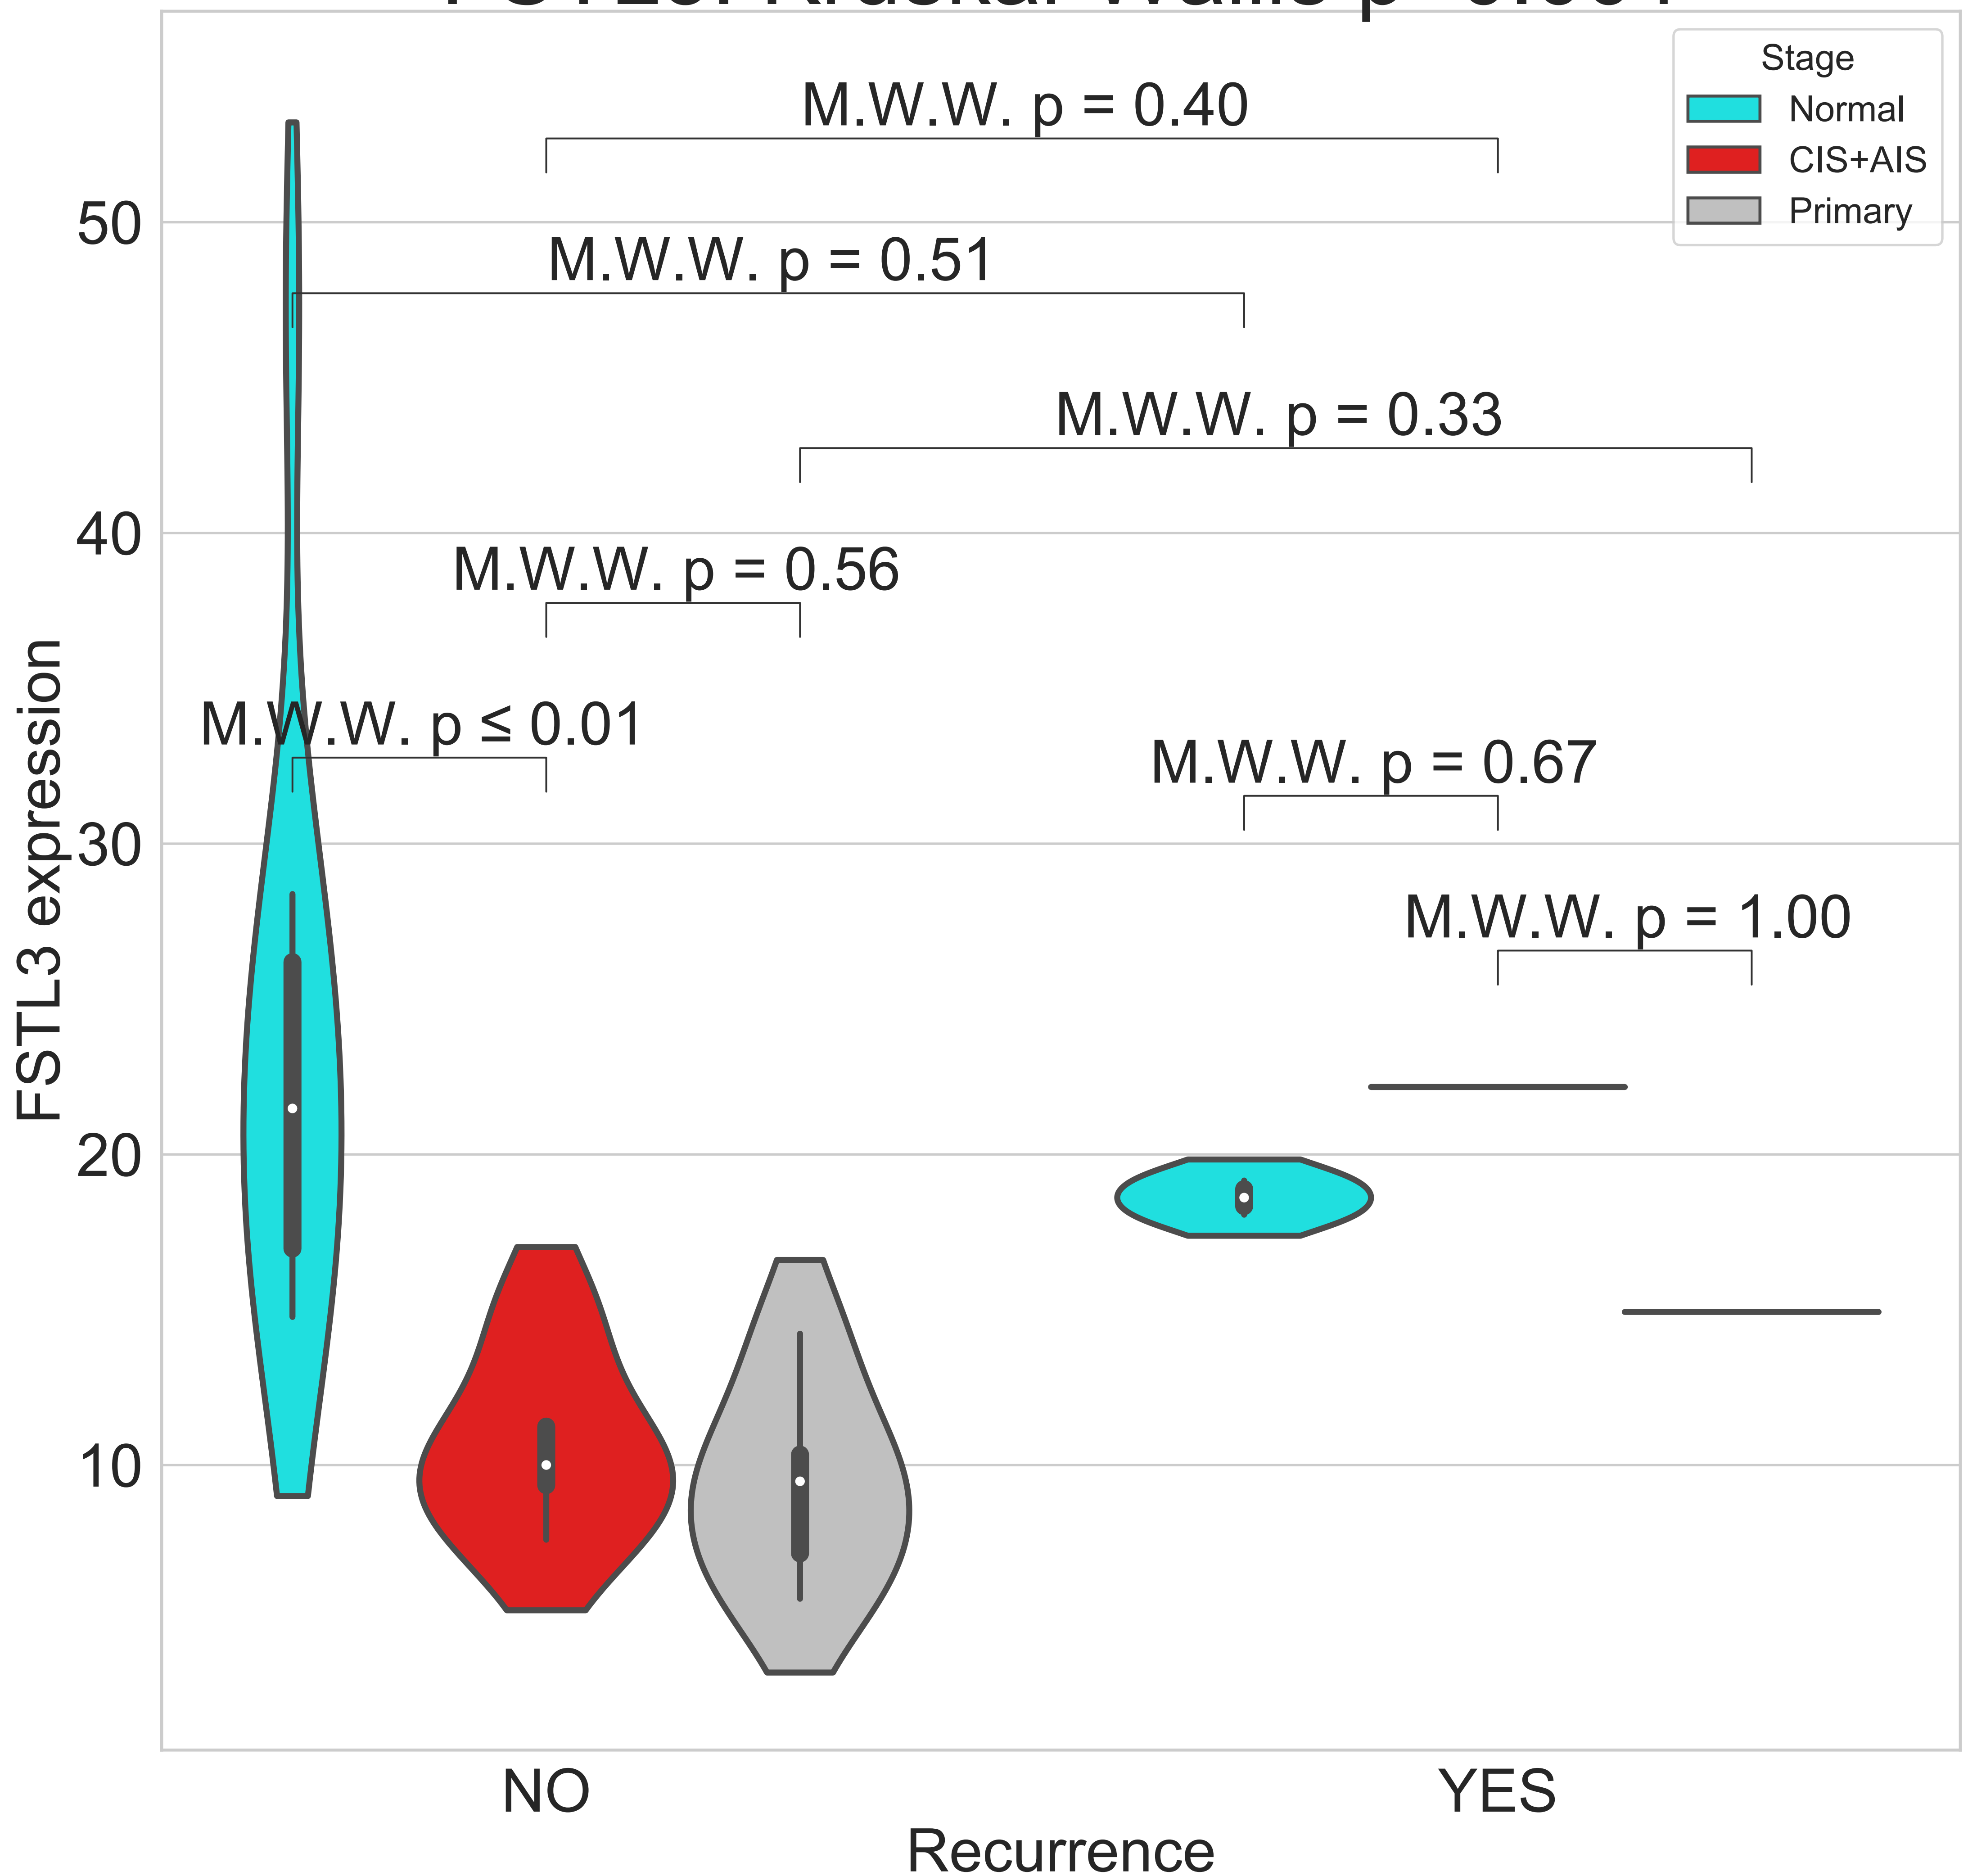 Stage
Normal
CIS+AIS
Primary
M.W.W. p = 0.40
M.W.W. p = 0.51
M.W.W. p = 0.33
M.W.W. p = 0.56
M.W.W. p ≤ 0.01
M.W.W. p = 0.67
M.W.W. p = 1.00
50
40
30
20
10
FSTL3 expression
NO
YES
Recurrence